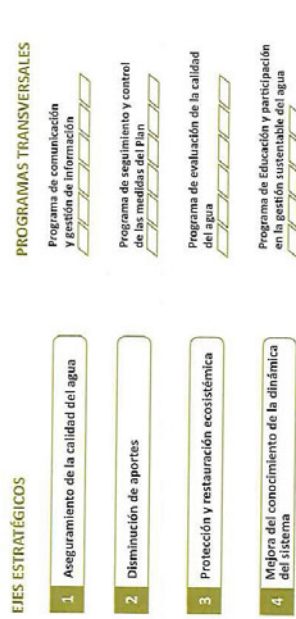 EJES ESTRATÉGICOS
1 Aseguramiento de la calidad del agua
2 Disminución de aportes
3 Protección y restauración ecosistémica
4 Mejora del conocimiento de la dinámica
del sistema
PROGRAMAS TRANSVERSALES
Programa de comunicación
y gestión de información
Programa de seguimiento y control
de las medidas del Plan
Programa de evaluación de la calidad
del agua
Programa de Educación y participación
en la gestión sustentable del agua